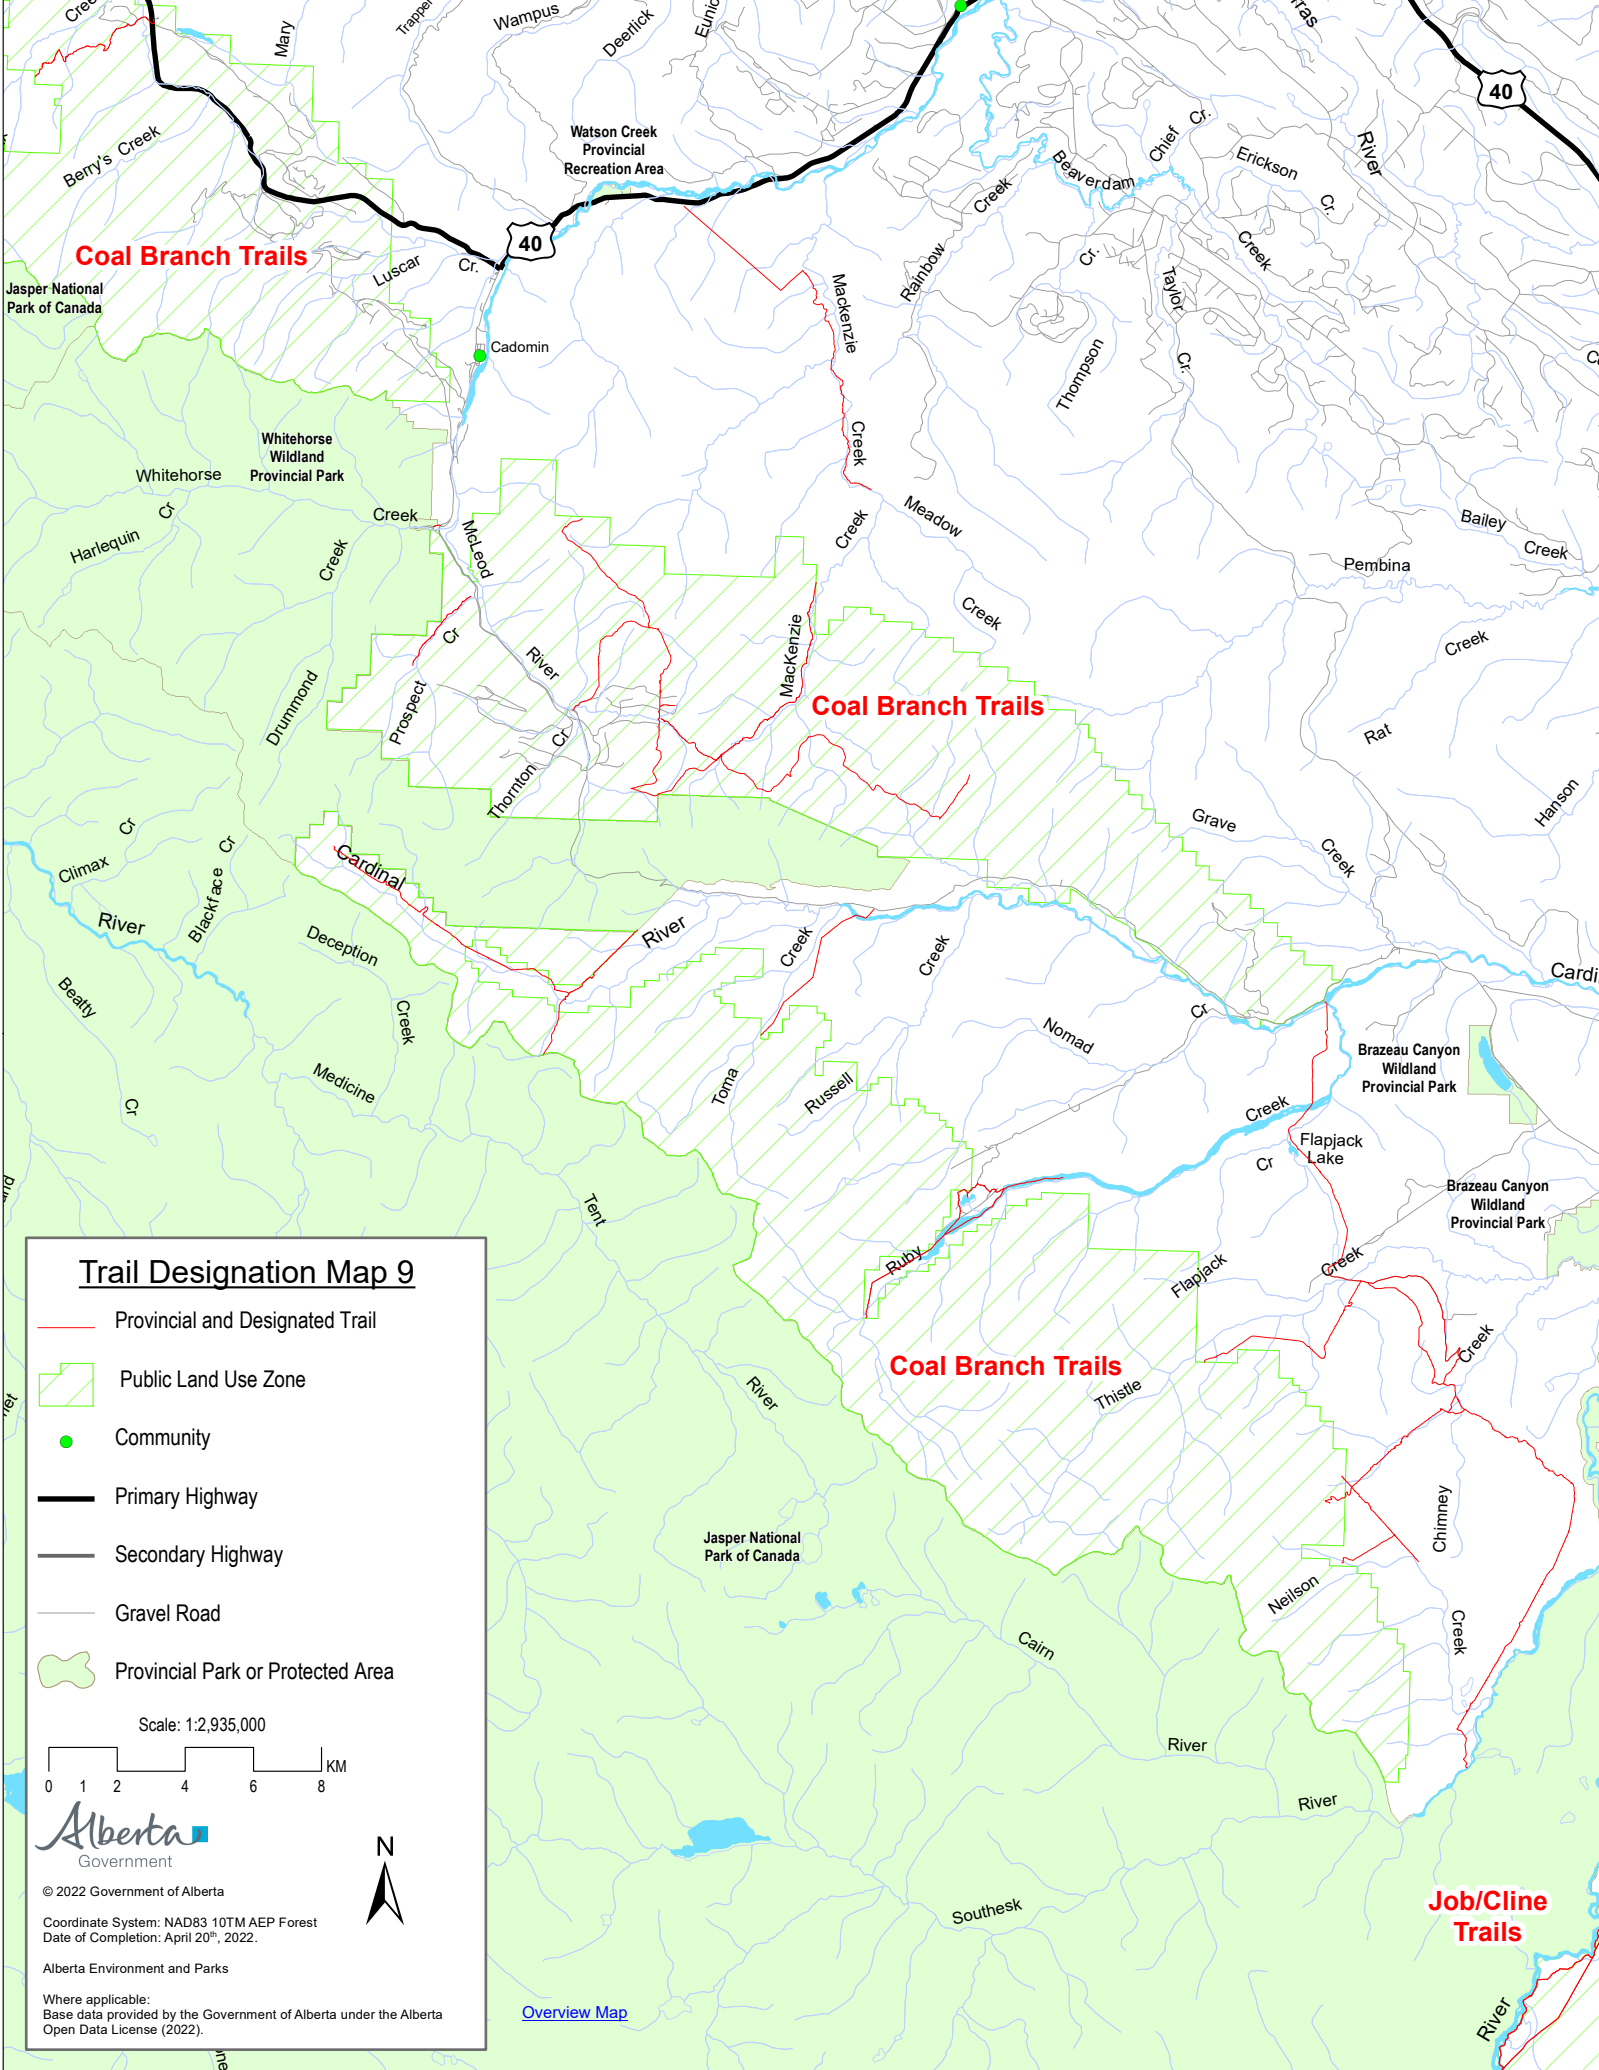 Mary
Wampus
Deerlick
40
Watson Creek
Provincial
Recreation Area
Berry's Creek
Chief Cr.
River
Erickson
Cr.
Creek
Beaverdam
Creek
Rainbow
Coal Branch Trails
40
Luscar Cr.
Cr.
Taylor
Cr.
Jasper National
Park of Canada
Mackenzie
Creek
Cadomin
Thompson
Whitehorse
Wildland
Provincial Park
Whitehorse
Creek
Harlequin
Cr
Creek
McLeod
River
Creek
Meadow
Creek
Bailey
Creek
Pembina
Creek
Rat
Hanson
Cr
Prospect
Drummond
MacKenzie
Coal Branch Trails
Cr
Thornton
Grave
Creek
Cr
Climax
Cr
Blackface
River
Cardinal
River
Deception
Creek
Beatty
Cr
Medicine
Creek
Toma
Creek
Russell
Nomad
Cr
Brazeau Canyon
Wildland
Provincial Park
Creek
Flapjack
Lake
Cr
Brazeau Canyon
Wildland
Provincial Park
Tent
River
Ruby
Flapjack
Creek
Creek
Coal Branch Trails
Thistle
Chimney
Creek
Neilson
Jasper National
Park of Canada
Cairn
River
River
Southesk
Job/Cline
Trails
River
Trail Designation Map 9
Provincial and Designated Trail
Public Land Use Zone
Community
Primary Highway
Secondary Highway
Gravel Road
Provincial Park or Protected Area
Scale: 1:2,935,000
0 1 2 4 6 8 KM
Alberta
Government
N
© 2022 Government of Alberta
Coordinate System: NAD83 10TM AEP Forest
Date of Completion: April 20th, 2022.
Alberta Environment and Parks
Where applicable:
Base data provided by the Government of Alberta under the Alberta
Open Data License (2022).
Overview Map